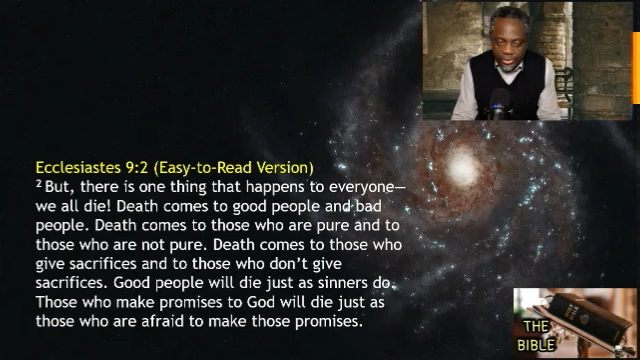 Ecclesiastes 9:2 (Easy-to-Read Version)
2 But, there is one thing that happens to everyone—
we all die! Death comes to good people and bad
people. Death comes to those who are pure and to
those who are not pure. Death comes to those who
give sacrifices and to those who don't give
sacrifices. Good people will die just as sinners do.
Those who make promises to God will die just as
those who are afraid to make those promises.
THE
BIBLE